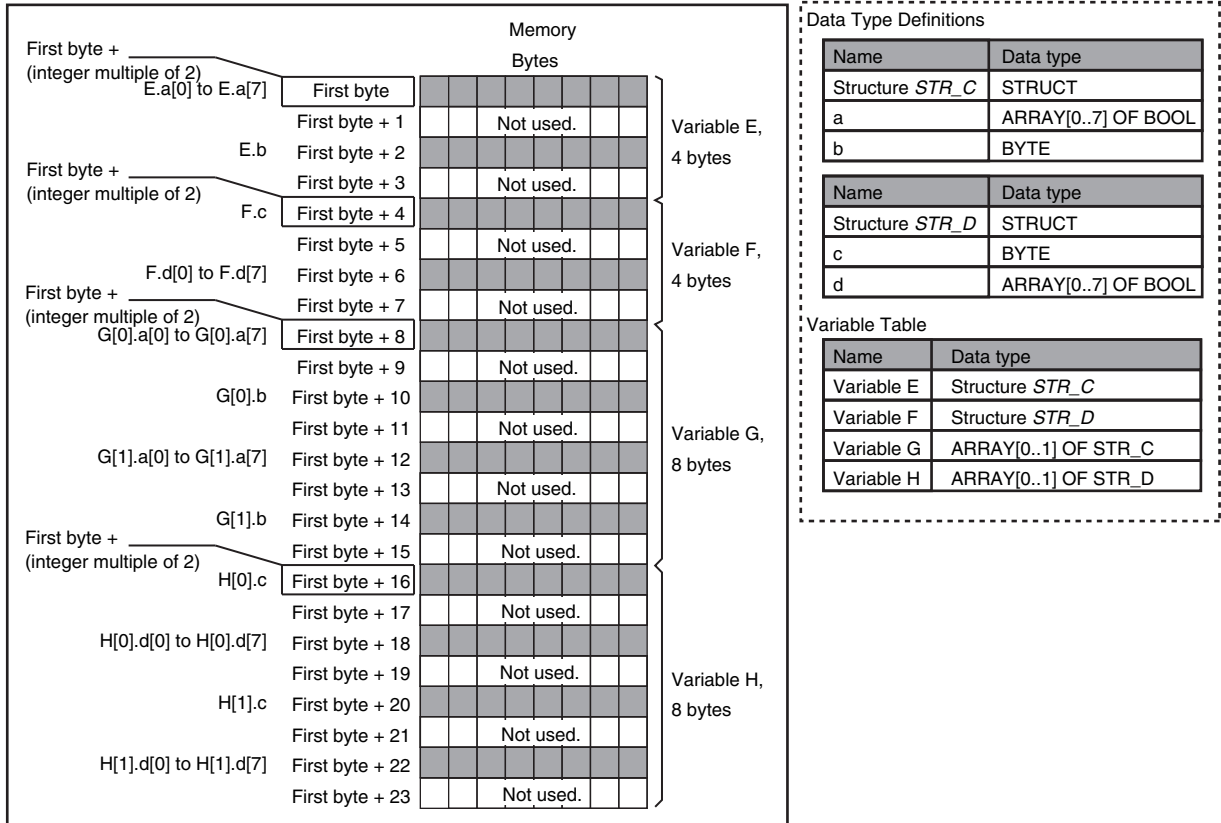 Memory
Bytes
First byte +
(integer multiple of 2)
E.a[0] to E.a[7] First byte
First byte + 1 Not used.
E.b First byte + 2
First byte +
(integer multiple of 2)
First byte + 3 Not used.
Variable E,
4 bytes
F.c First byte + 4
First byte + 5 Not used.
F.d[0] to F.d[7] First byte + 6
First byte +
(integer multiple of 2)
First byte + 7 Not used.
Variable F,
4 bytes
G[0].a[0] to G[0].a[7] First byte + 8
First byte + 9 Not used.
G[0].b First byte + 10
First byte + 11 Not used.
G[1].a[0] to G[1].a[7] First byte + 12
First byte + 13 Not used.
G[1].b First byte + 14
First byte +
(integer multiple of 2)
First byte + 15 Not used.
Variable G,
8 bytes
H[0].c First byte + 16
First byte + 17 Not used.
H[0].d[0] to H[0].d[7] First byte + 18
First byte + 19 Not used.
H[1].c First byte + 20
First byte + 21 Not used.
H[1].d[0] to H[1].d[7] First byte + 22
First byte + 23 Not used.
Variable H,
8 bytes
Data Type Definitions
Name Data type
Structure STR_C STRUCT
a ARRAY[0..7] OF BOOL
b BYTE
Name Data type
Structure STR_D STRUCT
c BYTE
d ARRAY[0..7] OF BOOL
Variable Table
Name Data type
Variable E Structure STR_C
Variable F Structure STR_D
Variable G ARRAY[0..1] OF STR_C
Variable H ARRAY[0..1] OF STR_D